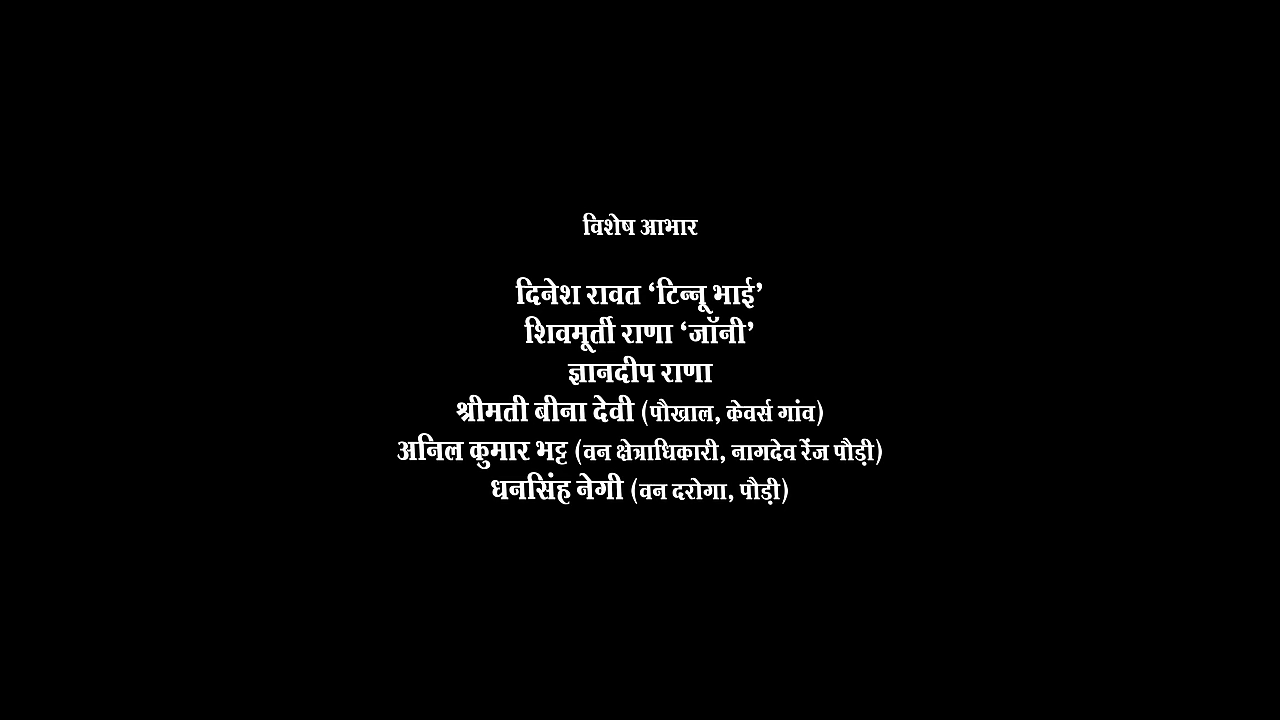 विशेष आभार
दिनेश रावत ‘टिन्नू भाई’
शिवमूर्ती राणा ‘जॉनी’
ज्ञानदीप राणा
श्रीमती बीना देवी (पौखाल, केवर्स गांव)
अनिल कुमार भट्ट (वन क्षेत्राधिकारी, नागदेव रेंज पौड़ी)
धनसिंह नेगी (वन दरोगा, पौड़ी)